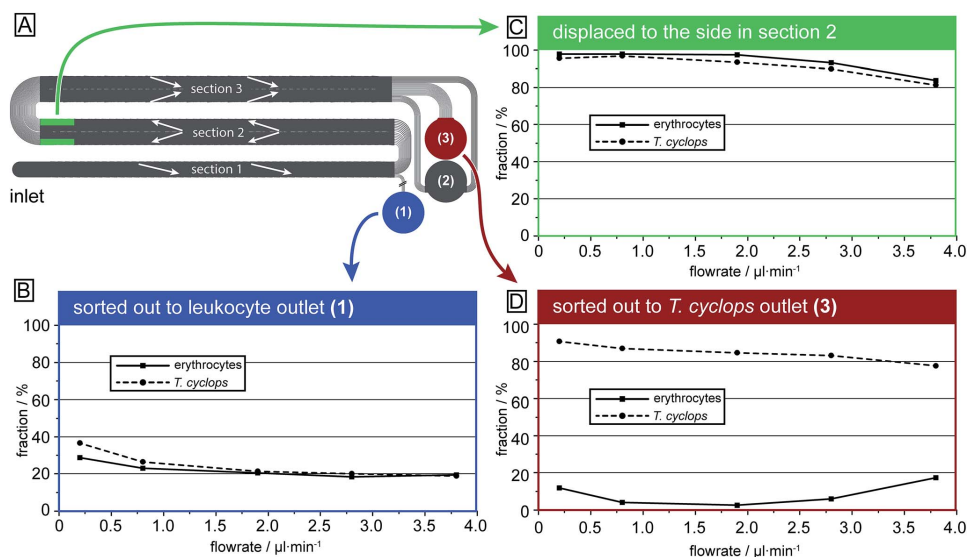 A
section 3
section 2
section 1
inlet
(3)
(2)
(1)
C
displaced to the side in section 2
100
80
60
40
20
0
fraction / %
erythrocytes
T. cyclops
0
0.5
1.0
1.5
2.0
2.5
3.0
3.5
4.0
flowrate / µl·min⁻¹
B
sorted out to leukocyte outlet (1)
100
80
60
40
20
0
fraction / %
erythrocytes
T. cyclops
0
0.5
1.0
1.5
2.0
2.5
3.0
3.5
4.0
flowrate / µl·min⁻¹
D
sorted out to T. cyclops outlet (3)
100
80
60
40
20
0
fraction / %
erythrocytes
T. cyclops
0
0.5
1.0
1.5
2.0
2.5
3.0
3.5
4.0
flowrate / µl·min⁻¹